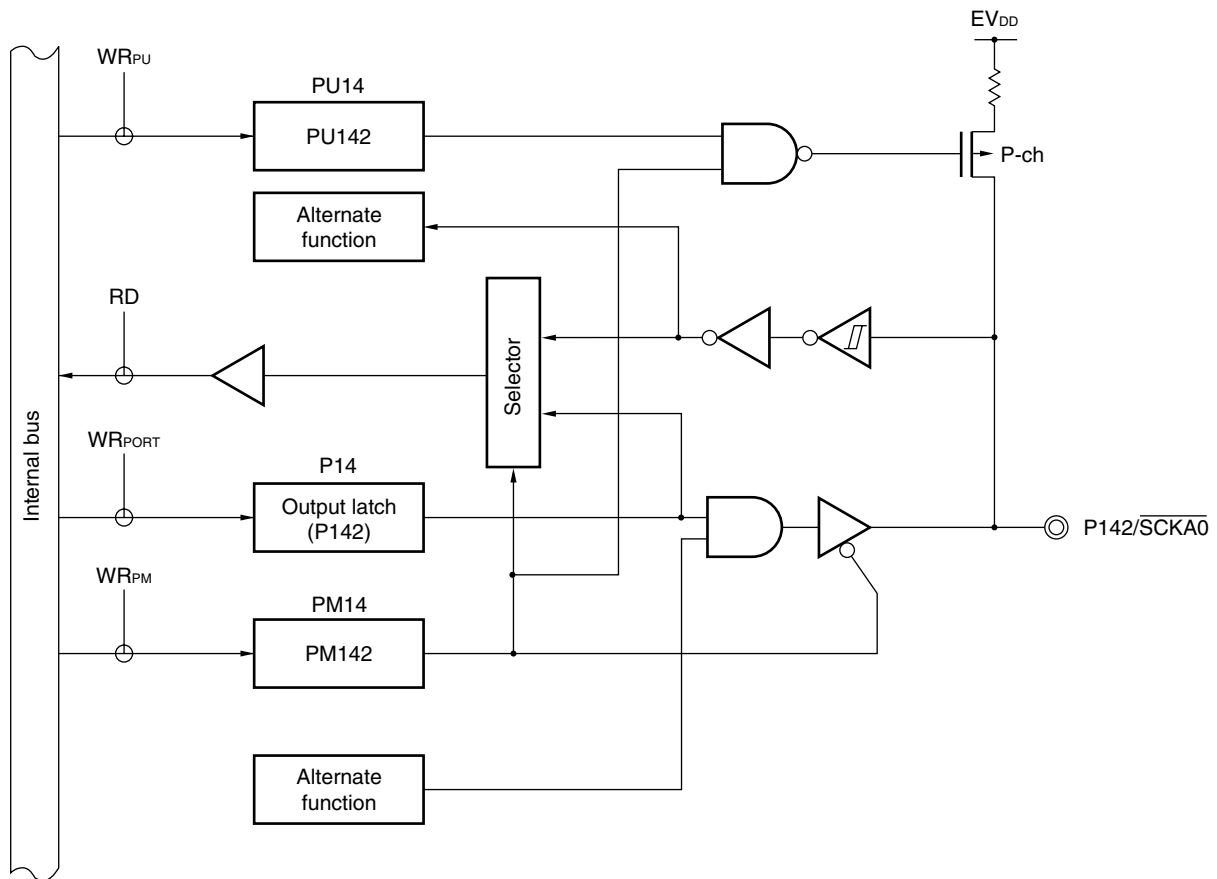 EVDD
WRPU
PU14
PU142
P-ch
Alternate
function
RD
Selector
Internal bus
WRPORT
P14
Output latch
(P142)
P142/SCKA0
WRPM
PM14
PM142
Alternate
function